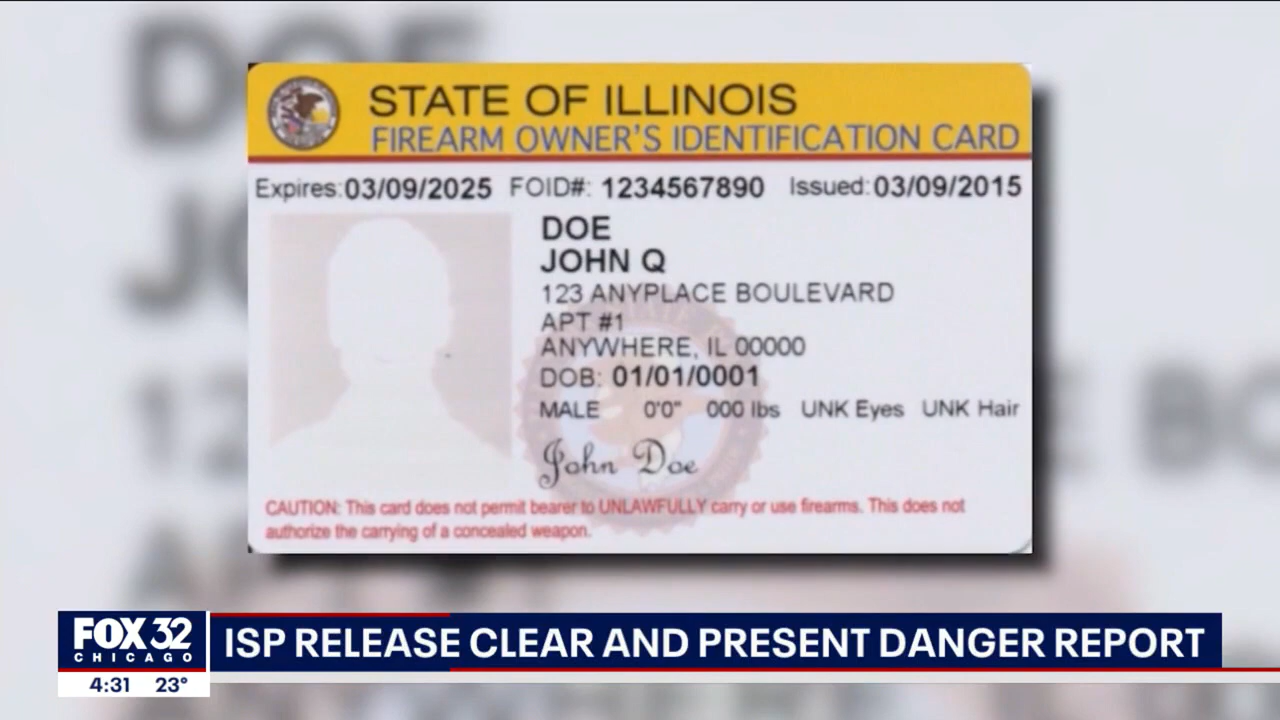 STATE OF ILLINOIS
FIREARM OWNER'S IDENTIFICATION CARD
Expires: 03/09/2025 FOID#: 1234567890 Issued: 03/09/2015
DOE
JOHN Q
123 ANYPLACE BOULEVARD
APT #1
ANYWHERE, IL 00000
DOB: 01/01/0001
MALE 0'0" 000 lbs UNK Eyes UNK Hair
John Doe
CAUTION: This card does not permit bearer to UNLAWFULLY carry or use firearms. This does not
authorize the carrying of a concealed weapon.
FOX 32
CHICAGO
ISP RELEASE CLEAR AND PRESENT DANGER REPORT
4:31 23°